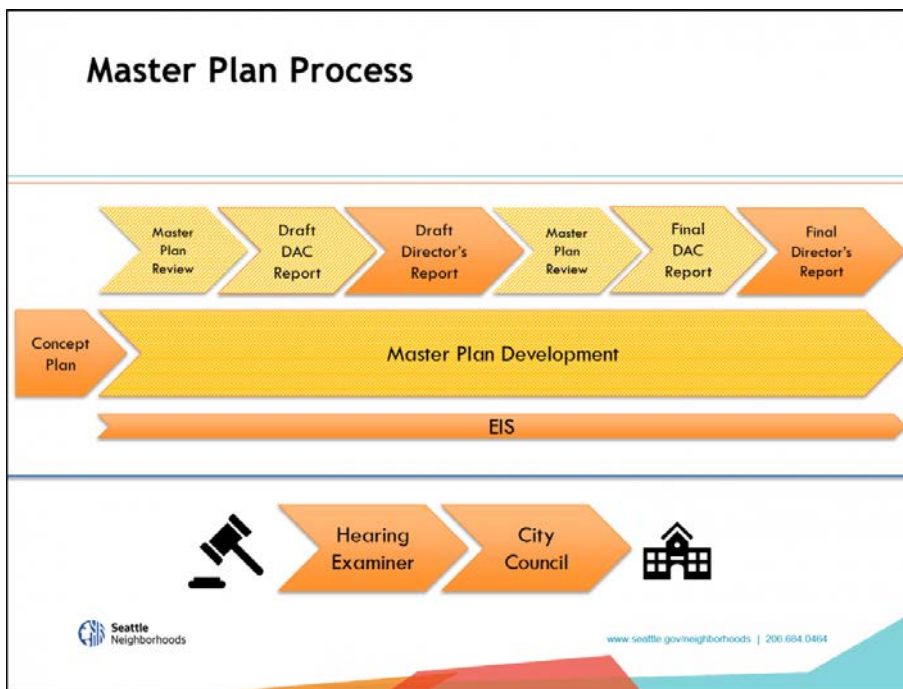 Master Plan Process
Master
Plan
Review
Draft
DAC
Report
Draft
Director's
Report
Master
Plan
Review
Final
DAC
Report
Final
Director's
Report
Concept
Plan
Master Plan Development
EIS
Hearing
Examiner
City
Council
Seattle
Neighborhoods
www.seattle.gov/neighborhoods | 206.684.0464